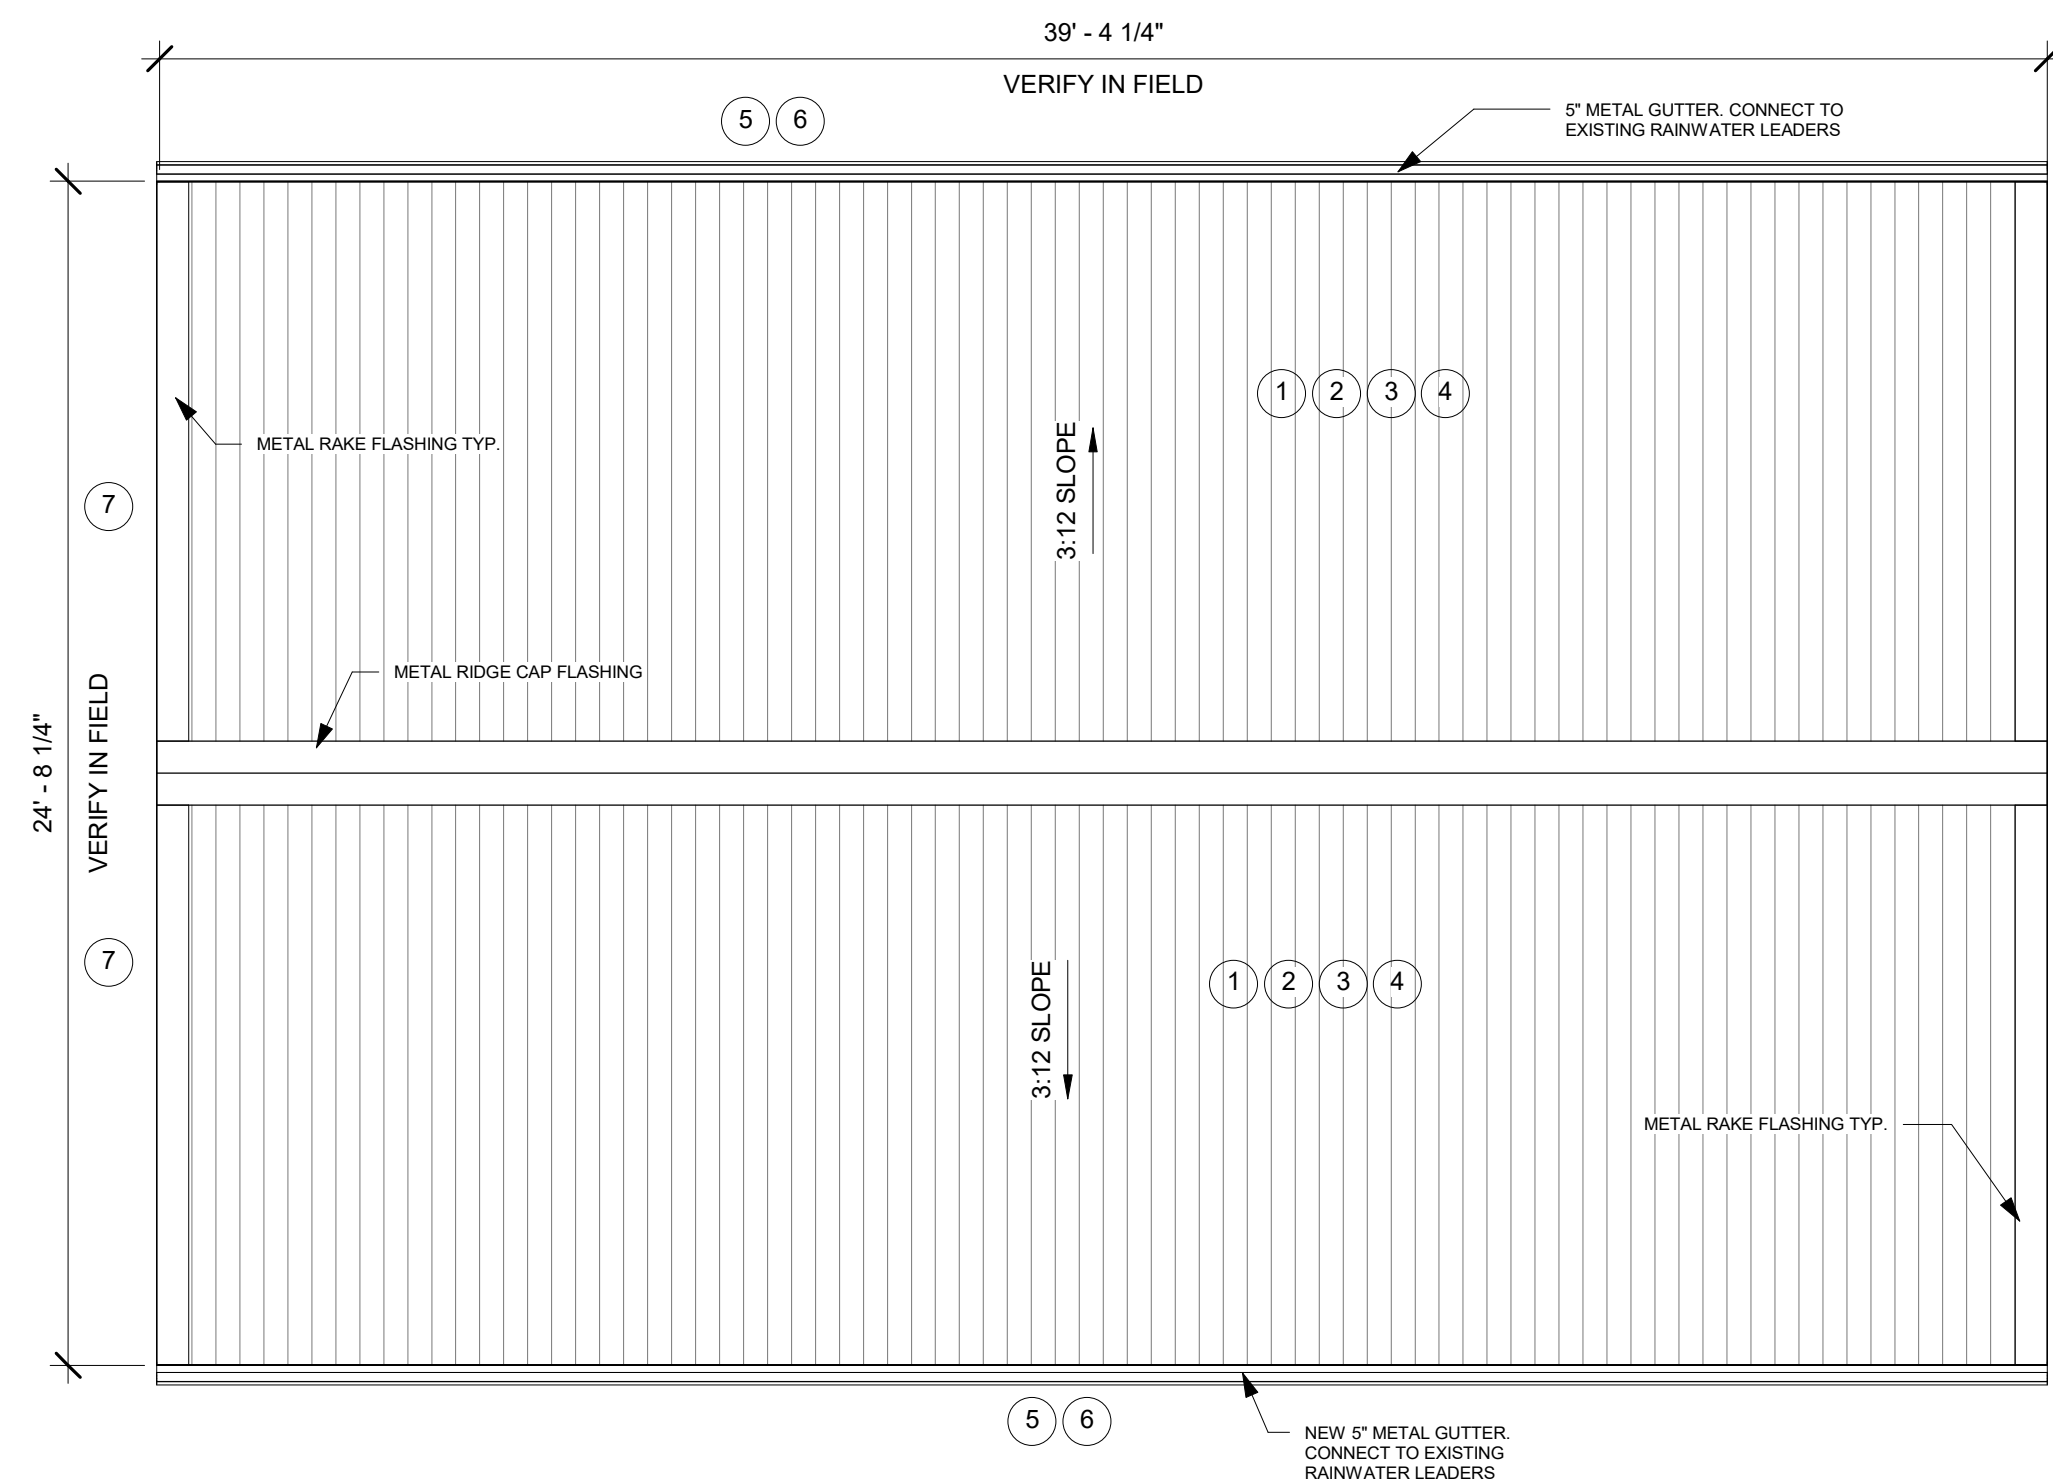 39' - 4 1/4"
VERIFY IN FIELD
5 6
5" METAL GUTTER. CONNECT TO
EXISTING RAINWATER LEADERS
1 2 3 4
3:12 SLOPE
METAL RAKE FLASHING TYP.
7
METAL RIDGE CAP FLASHING
24' - 8 1/4"
VERIFY IN FIELD
7
3:12 SLOPE
1 2 3 4
METAL RAKE FLASHING TYP.
5 6
NEW 5" METAL GUTTER.
CONNECT TO EXISTING
RAINWATER LEADERS